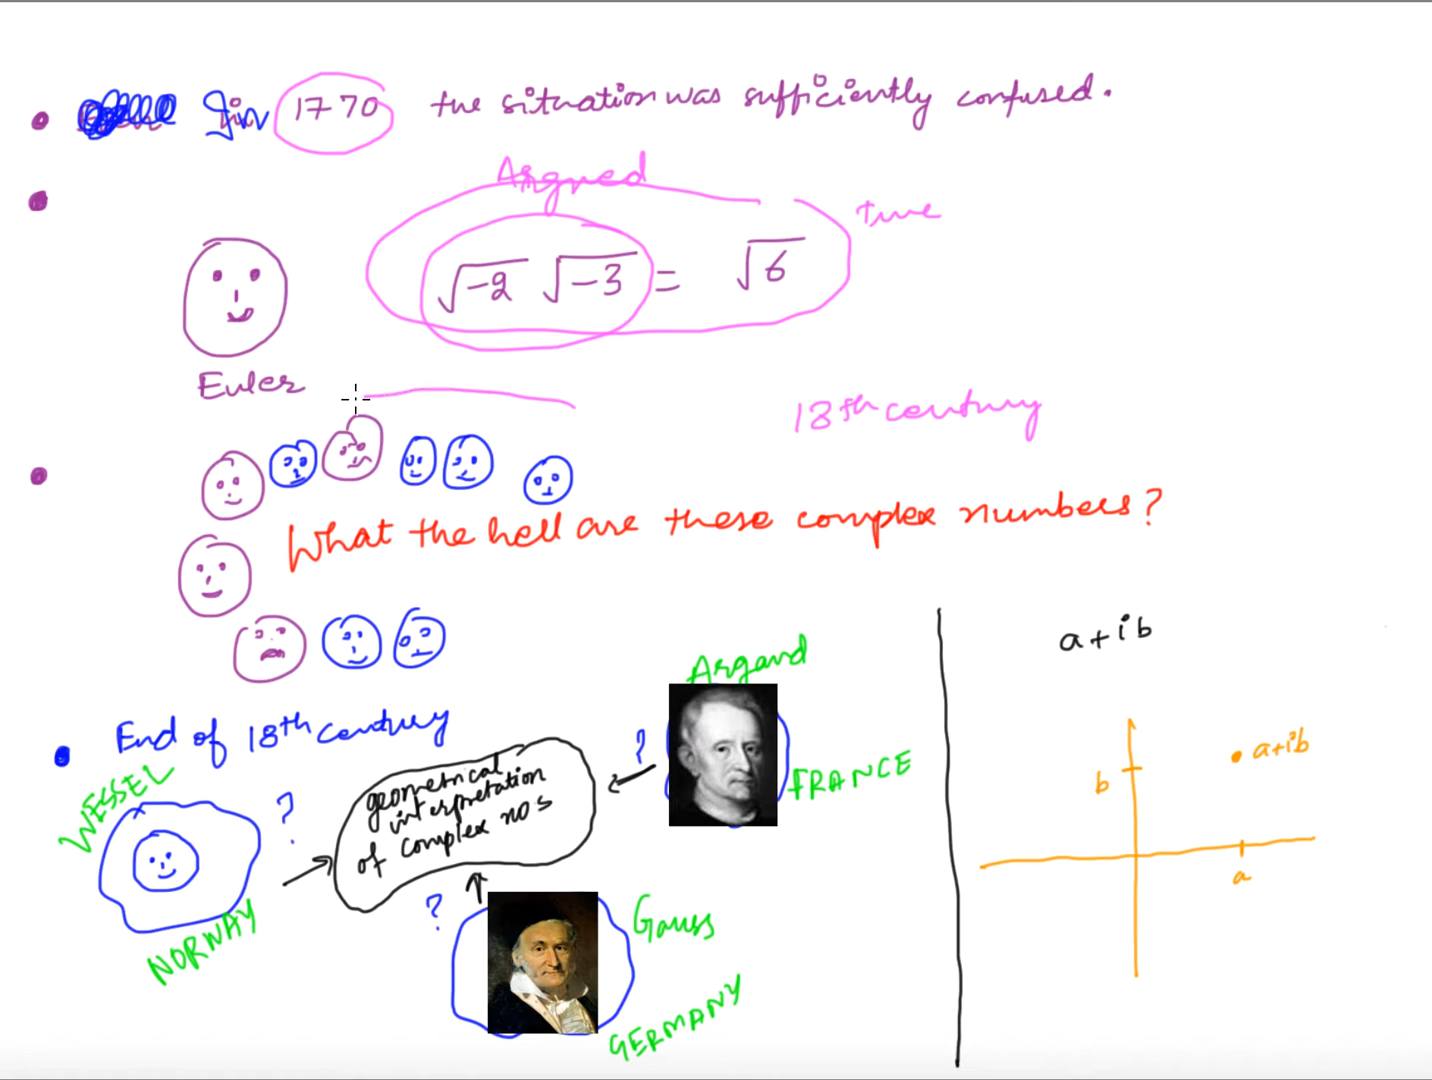 In 1770 the situation was sufficiently confused.
Argued
√-2 √-3 = √6
true
Euler
18th century
What the hell are these complex numbers?
a+ib
Argand
End of 18th century
?
FRANCE
WESSEL
?
geometrical
interpretation
of complex nos
NORWAY
?
Gauss
GERMANY
b
a+ib
a